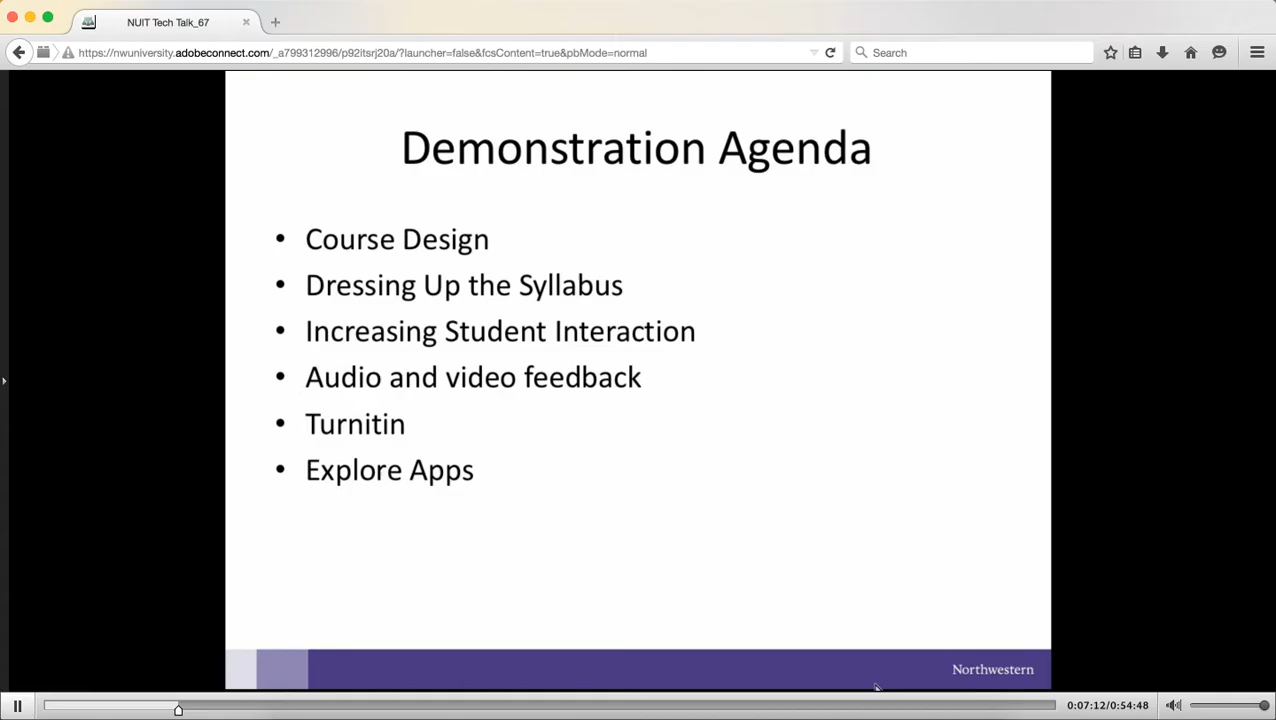 NUIT Tech Talk_67
https://nwuniversity.adobeconnect.com/_a799312996/p92itsrj20a/?launcher=false&fcsContent=true&pbMode=normal
Search
Demonstration Agenda
• Course Design
• Dressing Up the Syllabus
• Increasing Student Interaction
• Audio and video feedback
• Turnitin
• Explore Apps
Northwestern
0:07:12/0:54:48